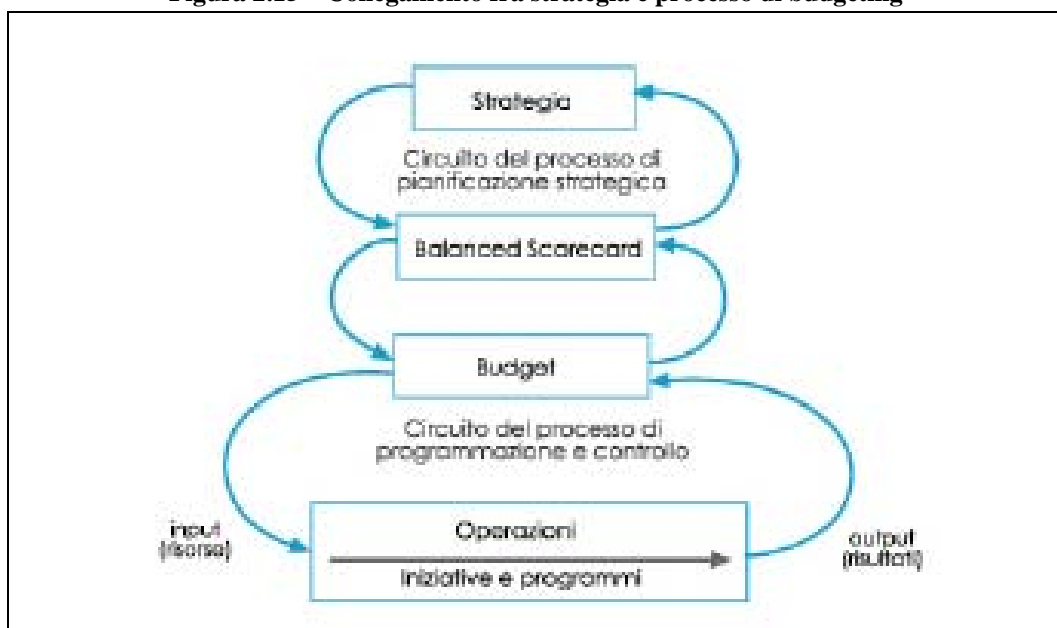 Strategia
Circuito del processo di
pianificazione strategica
Balanced Scorecard
Budget
Circuito del processo di
programmazione e controllo
input
(risorse)
Operazioni
Iniziative e programmi
output
(risultati)